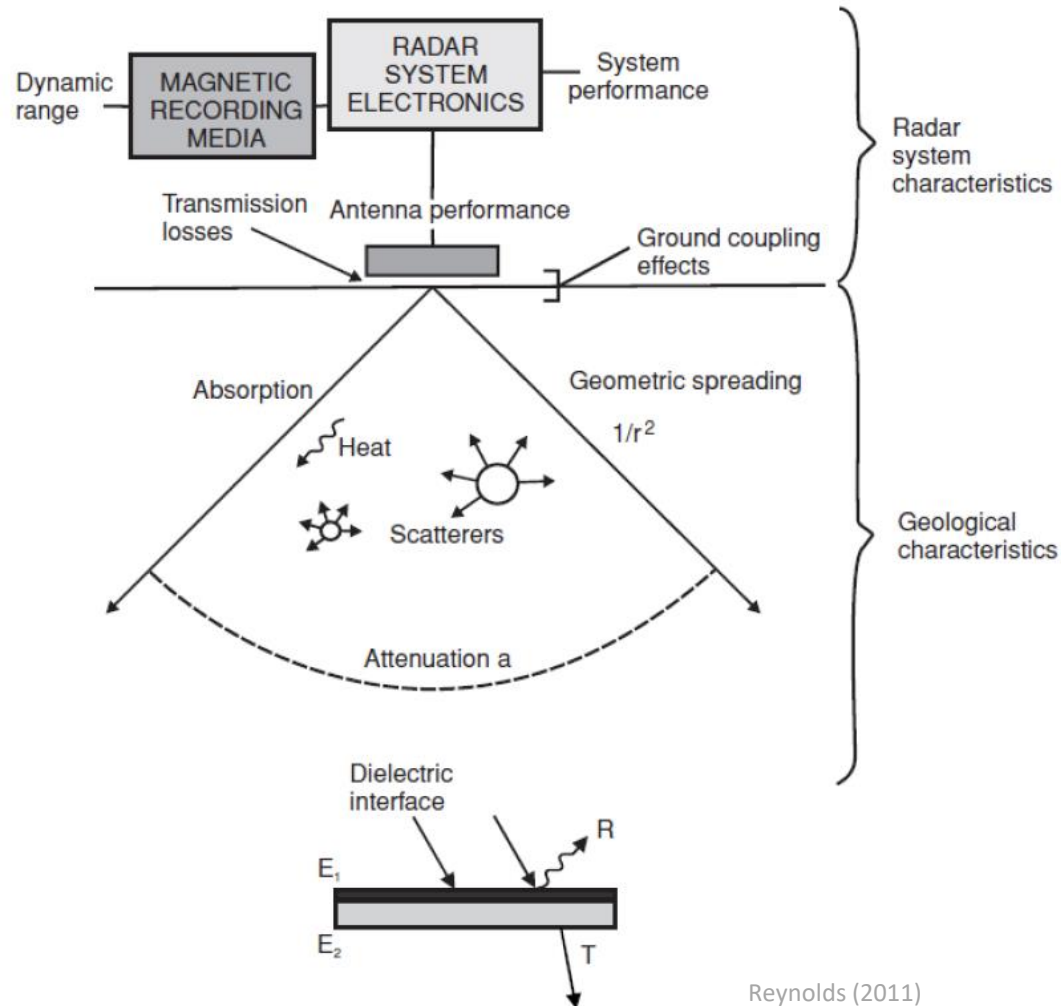 Dynamic
range
MAGNETIC
RECORDING
MEDIA
RADAR
SYSTEM
ELECTRONICS
System
performance
Radar
system
characteristics
Transmission
losses
Antenna performance
Ground coupling
effects
Absorption
Geometric spreading
1/r²
Heat
Scatterers
Geological
characteristics
Attenuation a
Dielectric
interface
R
E₁
E₂
T
Reynolds (2011)